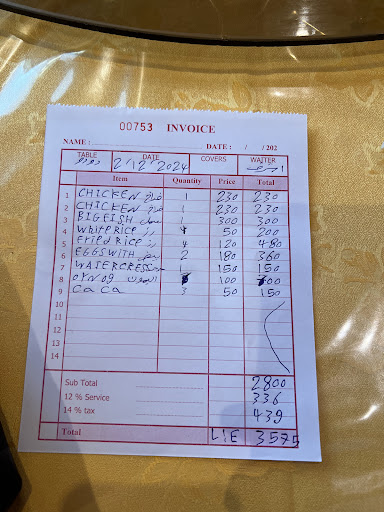 00753 INVOICE
NAME : DATE : / / 202
TABLE DATE COVERS WAITER
2/12/2024
Item Quantity Price Total
1 CHICKEN 1 230 230
2 CHICKEN 1 230 230
3 BIG FISH 1 300 300
4 white Rice 4 50 200
5 Fried Rice 4 120 480
6 EGGS WITH 2 180 360
7 WATERCRESS 1 150 150
8 100
9 CaCa 3 50 150
10
11
12
13
14
Sub Total 2800
12 % Service 336
14 % tax 439
Total L.E 3575